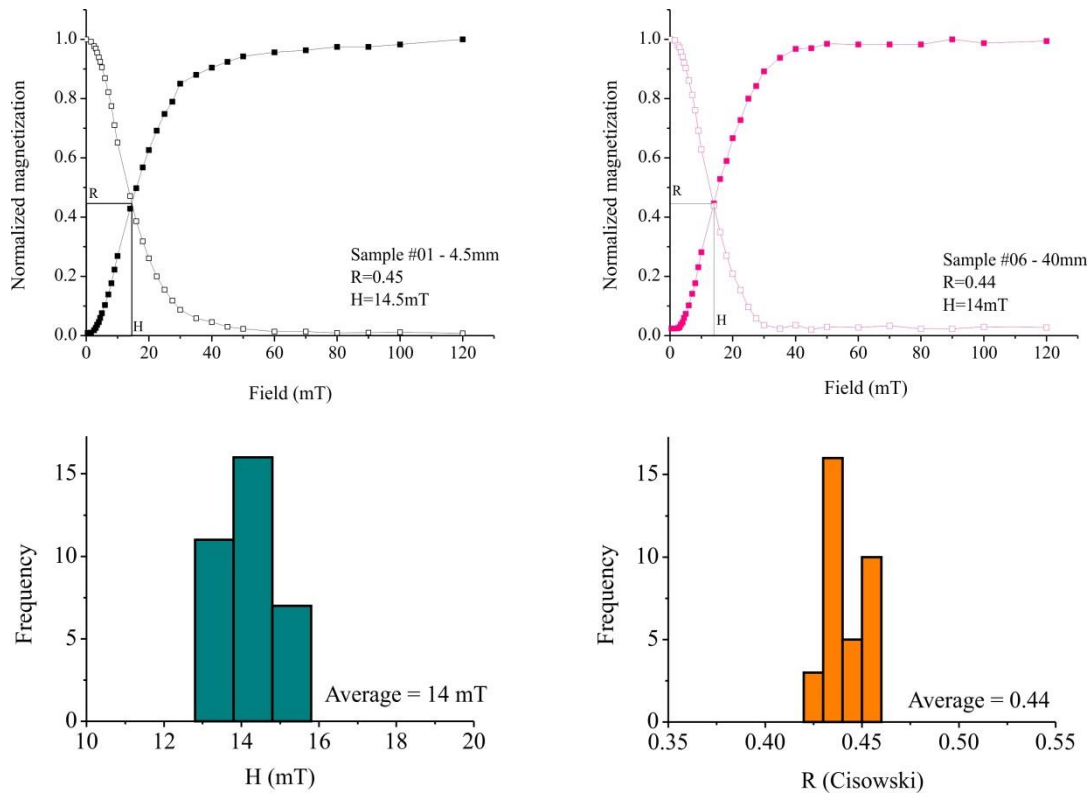 Normalized magnetization
1.0
0.8
0.6
0.4
0.2
0.0
R
H
Sample #01 - 4.5mm
R=0.45
H=14.5mT
0 20 40 60 80 100 120
Field (mT)
Normalized magnetization
1.0
0.8
0.6
0.4
0.2
0.0
R
H
Sample #06 - 40mm
R=0.44
H=14mT
0 20 40 60 80 100 120
Field (mT)
Frequency
15
10
5
0
Average = 14 mT
10 12 14 16 18 20
H (mT)
Frequency
15
10
5
0
Average = 0.44
0.35 0.40 0.45 0.50 0.55
R (Cisowski)